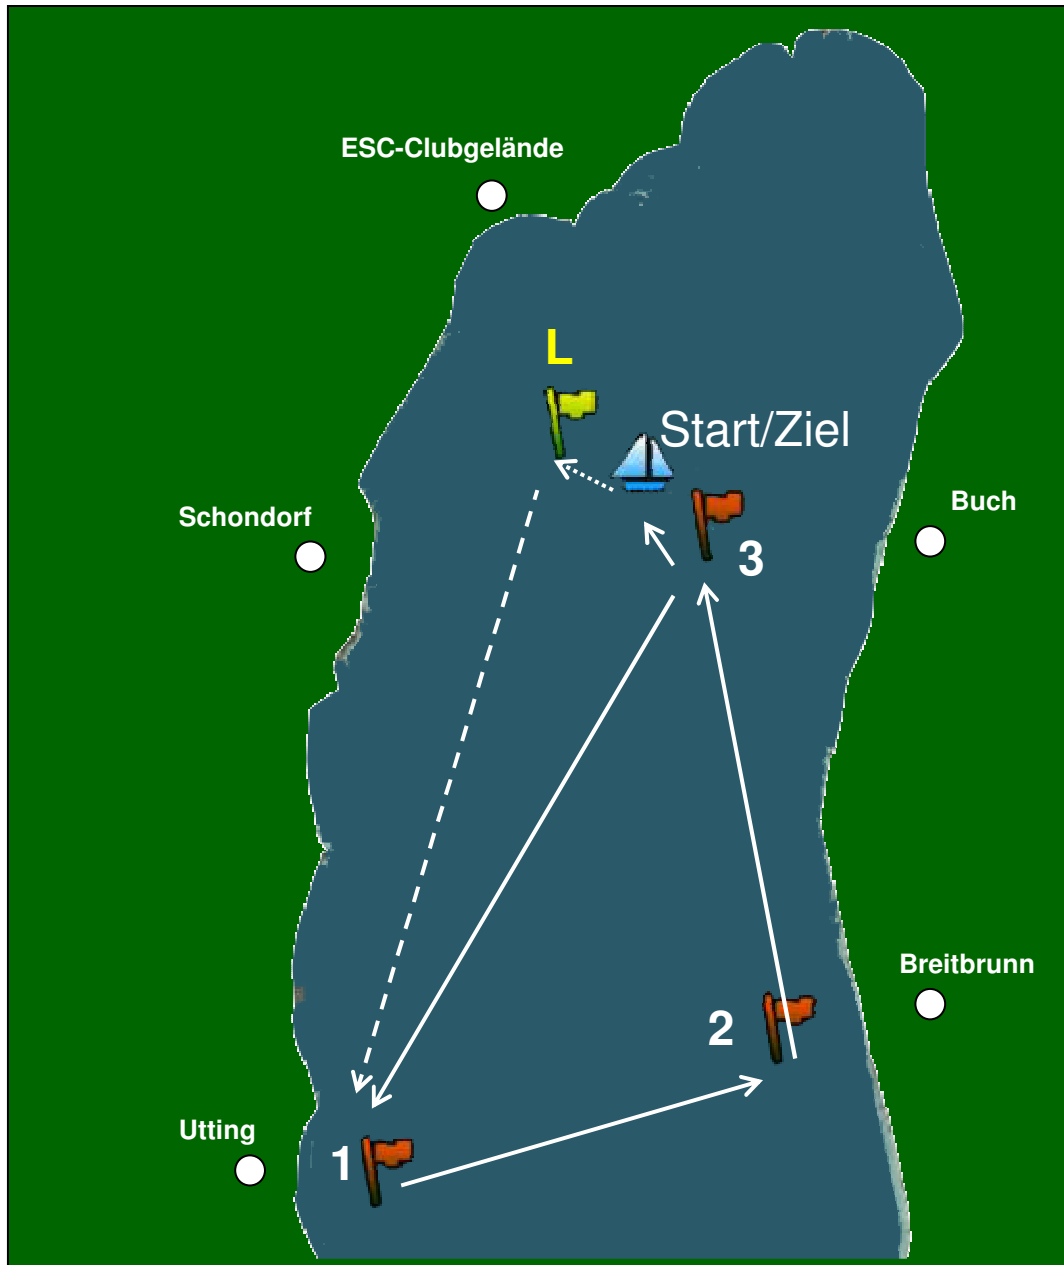 ESC-Clubgelände
L
Start/Ziel
Schondorf
Buch
3
Breitbrunn
2
Utting
1